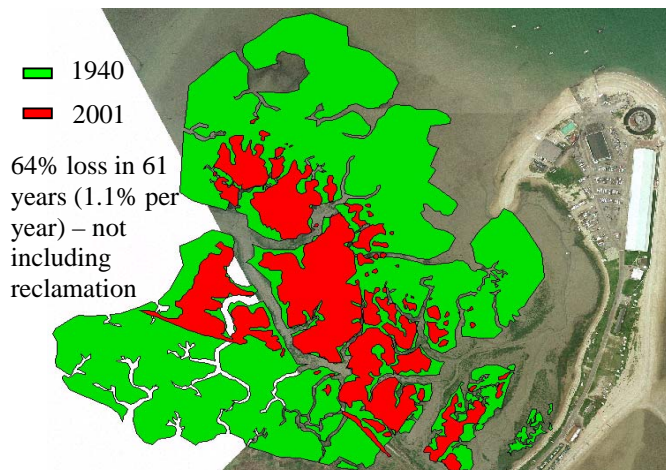 1940
2001
64% loss in 61
years (1.1% per
year) – not
including
reclamation